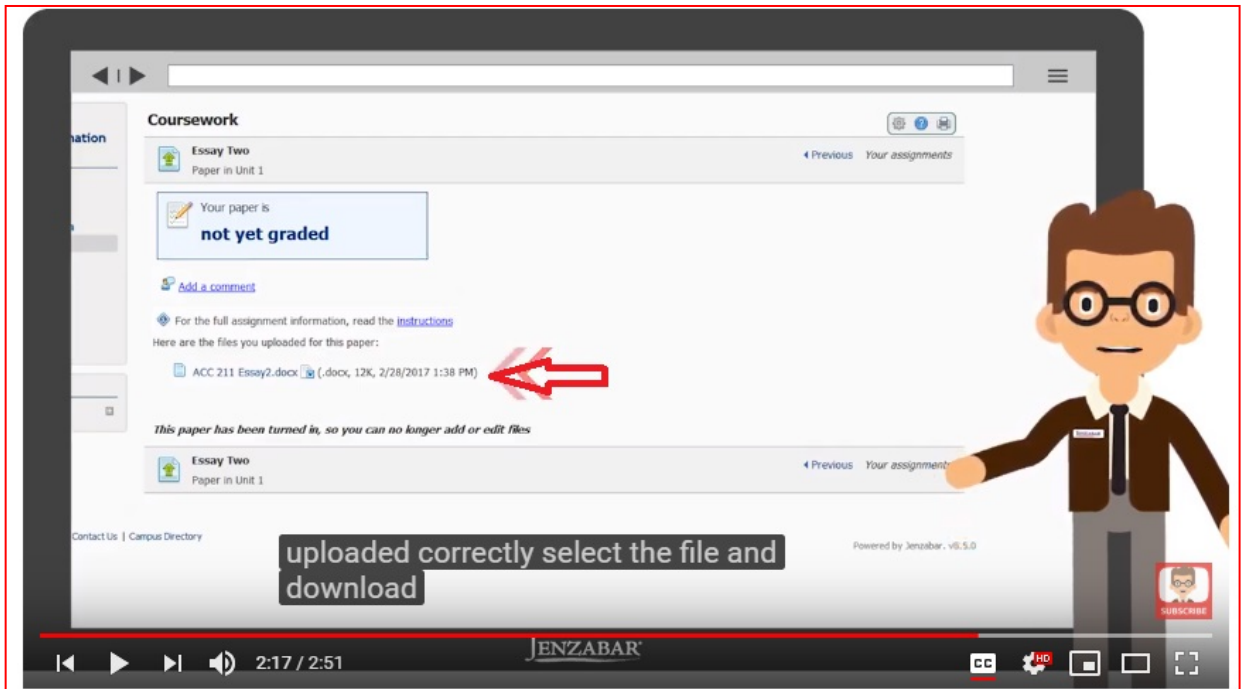 Coursework
mation
Essay Two
Paper in Unit 1
Previous Your assignments
Your paper is
not yet graded
Add a comment
For the full assignment information, read the instructions
Here are the files you uploaded for this paper:
ACC 211 Essay2.docx (.docx, 12K, 2/28/2017 1:38 PM)
This paper has been turned in, so you can no longer add or edit files
Essay Two
Paper in Unit 1
Previous Your assignments
Contact Us | Campus Directory
Powered by Jenzabar. v8.5.0
uploaded correctly select the file and
download
JENZABAR
SUBSCRIBE
2:17 / 2:51
JENZABAR
CC
HD